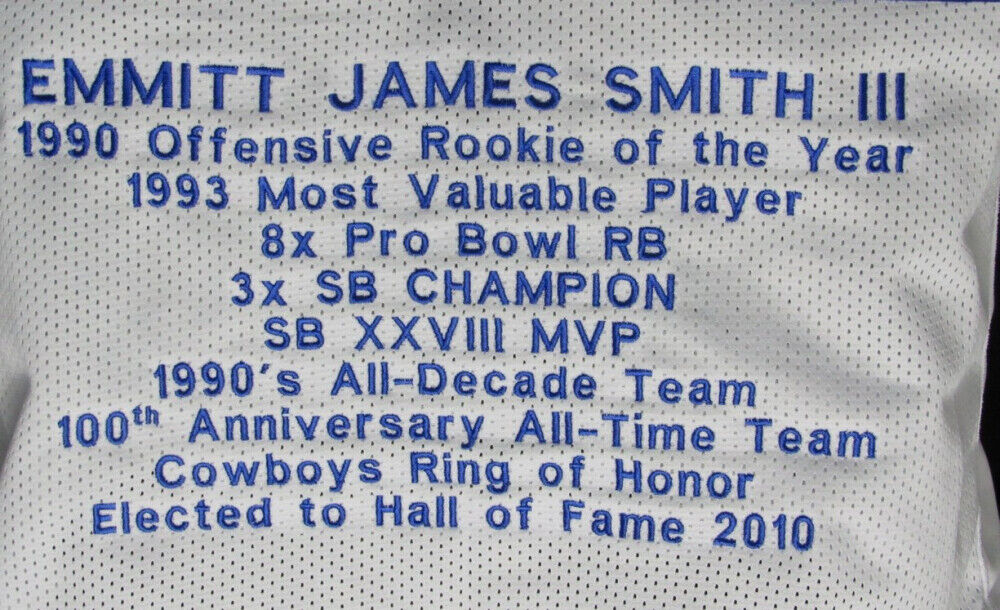 EMMITT JAMES SMITH III
1990 Offensive Rookie of the Year
1993 Most Valuable Player
8x Pro Bowl RB
3x SB CHAMPION
SB XXVIII MVP
1990's All-Decade Team
100th Anniversary All-Time Team
Cowboys Ring of Honor
Elected to Hall of Fame 2010